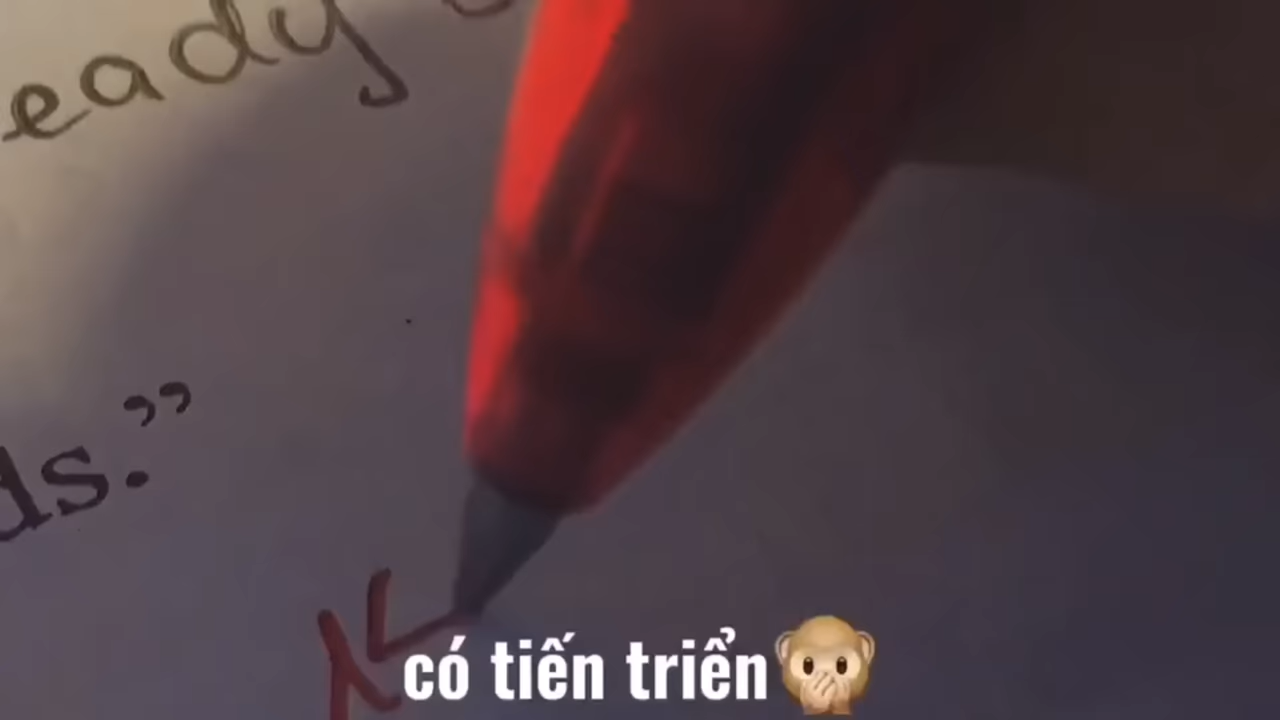 eady
ds.”
có tiến triển🙊